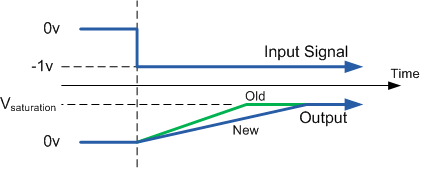 0v
-1v
Input Signal
Time
Vsaturation
Old
New
Output
0v